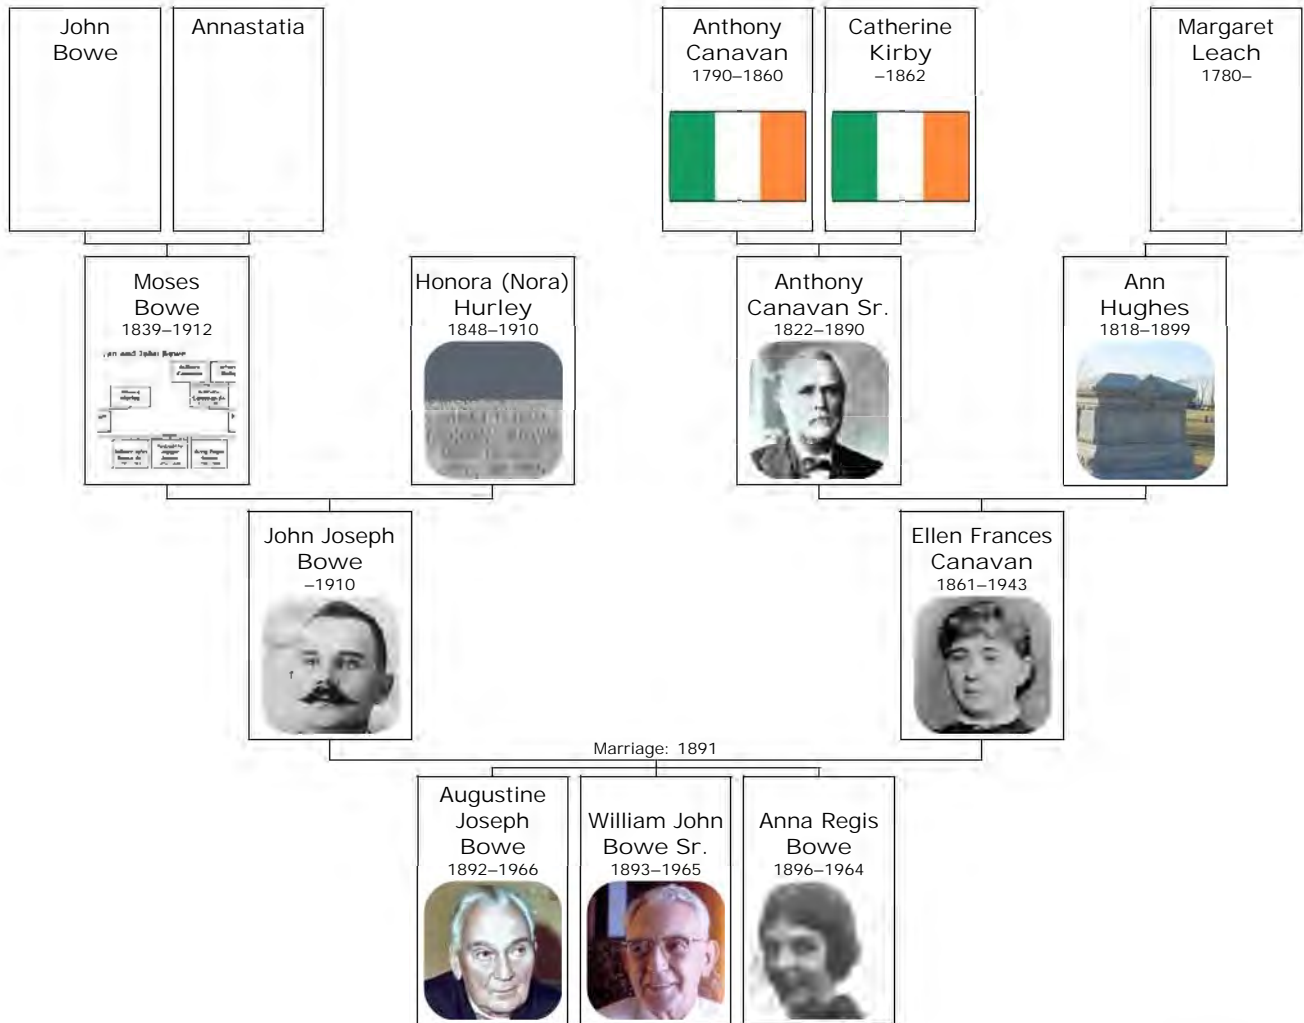 John
Bowe
Annastatia
Anthony
Canavan
1790–1860
Catherine
Kirby
–1862
Margaret
Leach
1780–
Moses
Bowe
1839–1912
Honora (Nora)
Hurley
1848–1910
Anthony
Canavan Sr.
1822–1890
Ann
Hughes
1818–1899
John Joseph
Bowe
–1910
Ellen Frances
Canavan
1861–1943
Marriage: 1891
Augustine
Joseph
Bowe
1892–1966
William John
Bowe Sr.
1893–1965
Anna Regis
Bowe
1896–1964